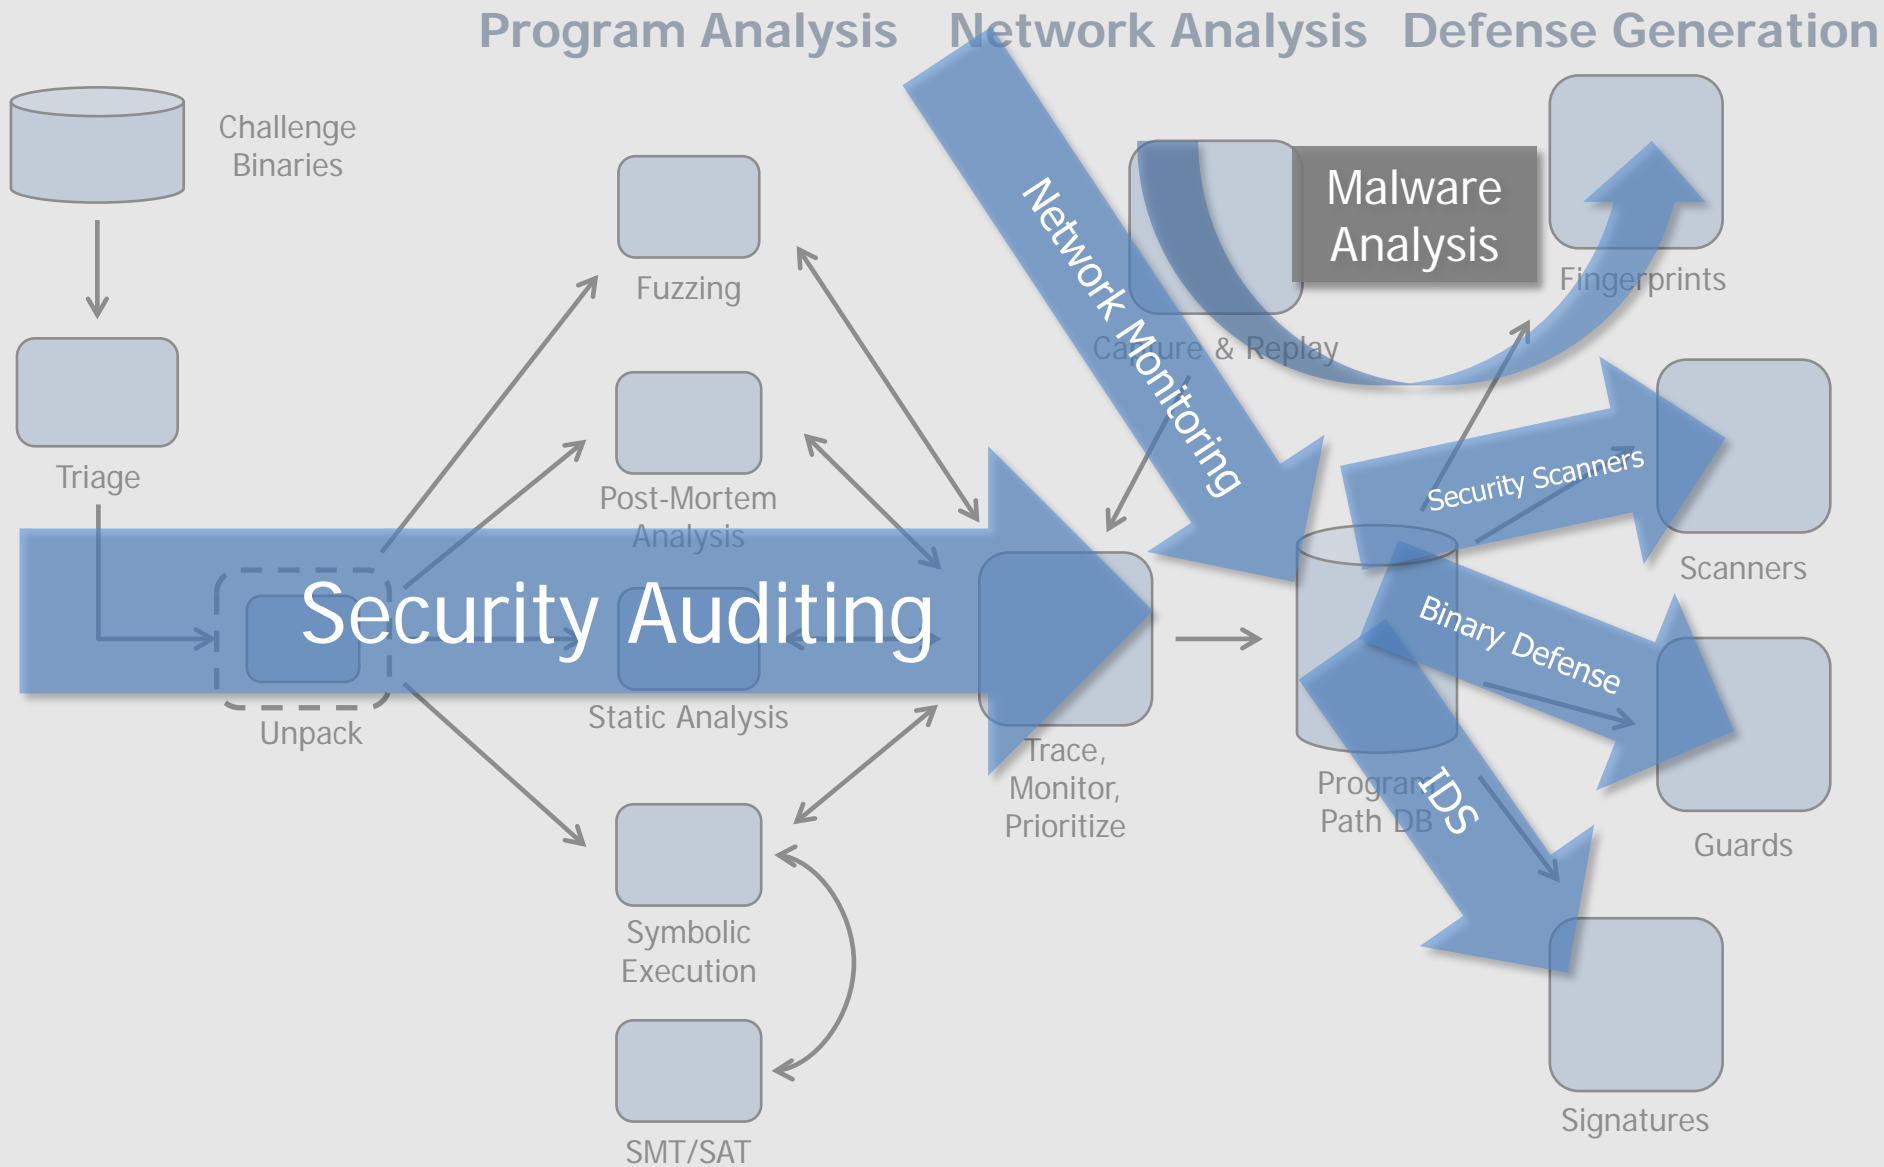 Program Analysis
Network Analysis
Defense Generation
Challenge
Binaries
Triage
Unpack
Fuzzing
Post-Mortem
Analysis
Security Auditing
Static Analysis
Symbolic
Execution
SMT/SAT
Trace,
Monitor,
Prioritize
Network Monitoring
Capture & Replay
Malware
Analysis
Program
Path DB
Fingerprints
Security Scanners
Scanners
Binary Defense
Guards
IDS
Signatures